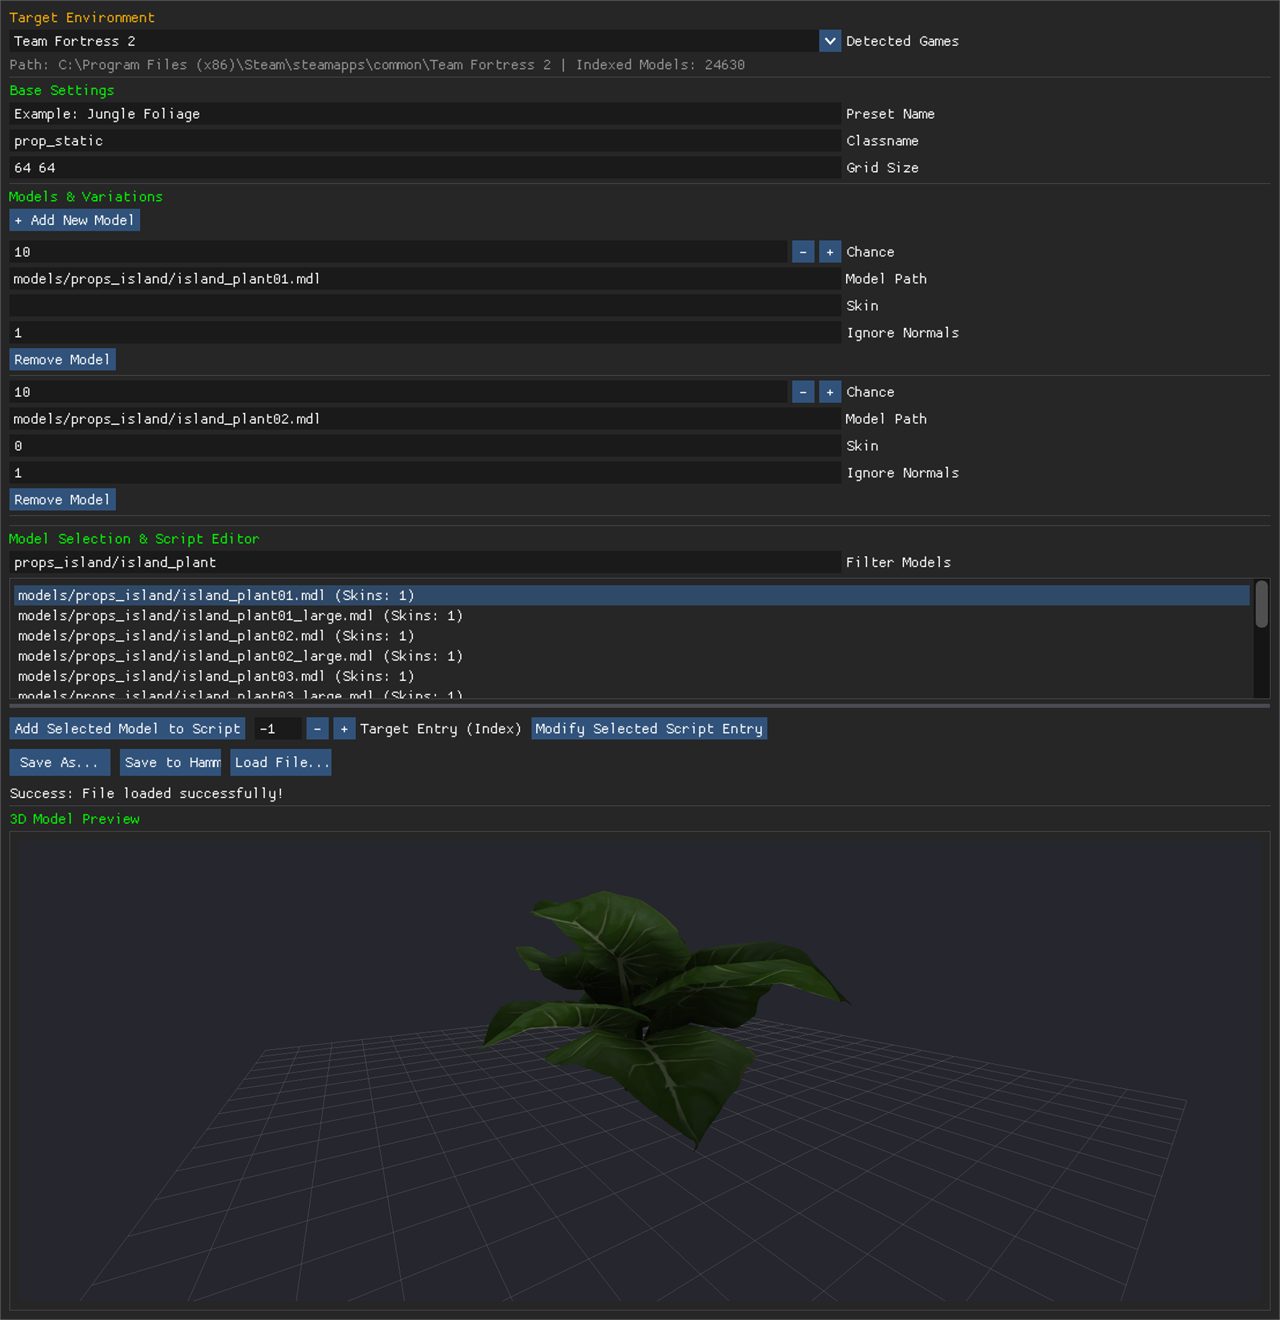 Target Environment
Team Fortress 2 Detected Games
Path: C:\Program Files (x86)\Steam\steamapps\common\Team Fortress 2 | Indexed Models: 24630
Base Settings
Example: Jungle Foliage Preset Name
prop_static Classname
64 64 Grid Size
Models & Variations
+ Add New Model
10 - + Chance
models/props_island/island_plant01.mdl Model Path
Skin
1 Ignore Normals
Remove Model
10 - + Chance
models/props_island/island_plant02.mdl Model Path
0 Skin
1 Ignore Normals
Remove Model
Model Selection & Script Editor
props_island/island_plant Filter Models
models/props_island/island_plant01.mdl (Skins: 1)
models/props_island/island_plant01_large.mdl (Skins: 1)
models/props_island/island_plant02.mdl (Skins: 1)
models/props_island/island_plant02_large.mdl (Skins: 1)
models/props_island/island_plant03.mdl (Skins: 1)
models/props_island/island_plant03_large.mdl (Skins: 1)
Add Selected Model to Script -1 - + Target Entry (Index) Modify Selected Script Entry
Save As... Save to Hamm Load File...
Success: File loaded successfully!
3D Model Preview